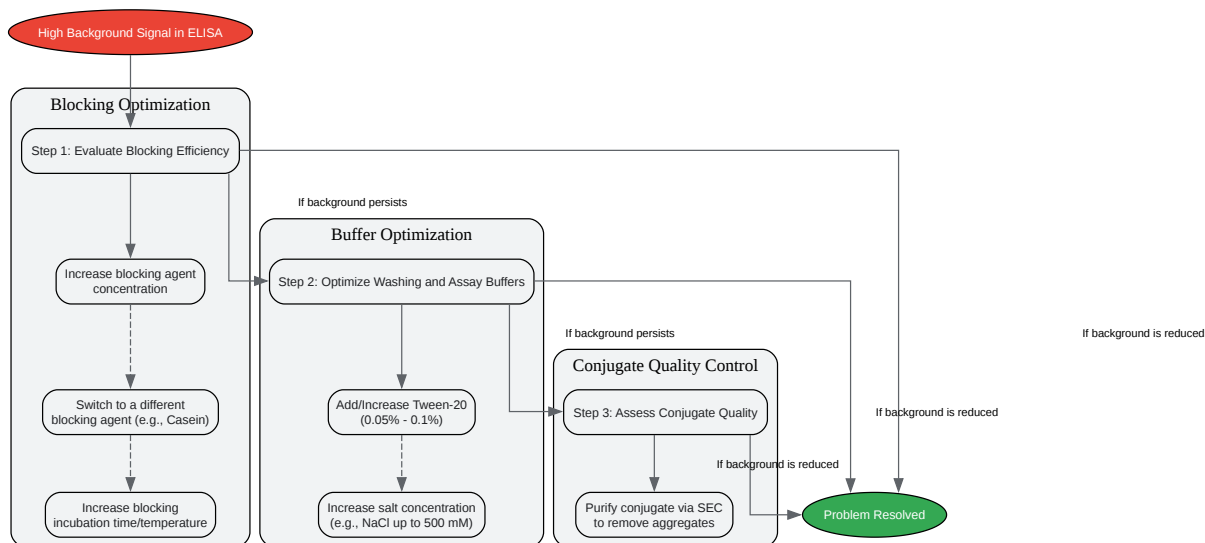 High Background Signal in ELISA
Blocking Optimization
Step 1: Evaluate Blocking Efficiency
If background persists
Buffer Optimization
Increase blocking agent
concentration
Step 2: Optimize Washing and Assay Buffers
If background persists
If background is reduced
Conjugate Quality Control
Switch to a different
blocking agent (e.g., Casein)
Add/Increase Tween-20
(0.05% - 0.1%)
Step 3: Assess Conjugate Quality
If background is reduced
If background is reduced
Increase blocking
incubation time/temperature
Increase salt concentration
(e.g., NaCl up to 500 mM)
Purify conjugate via SEC
to remove aggregates
Problem Resolved